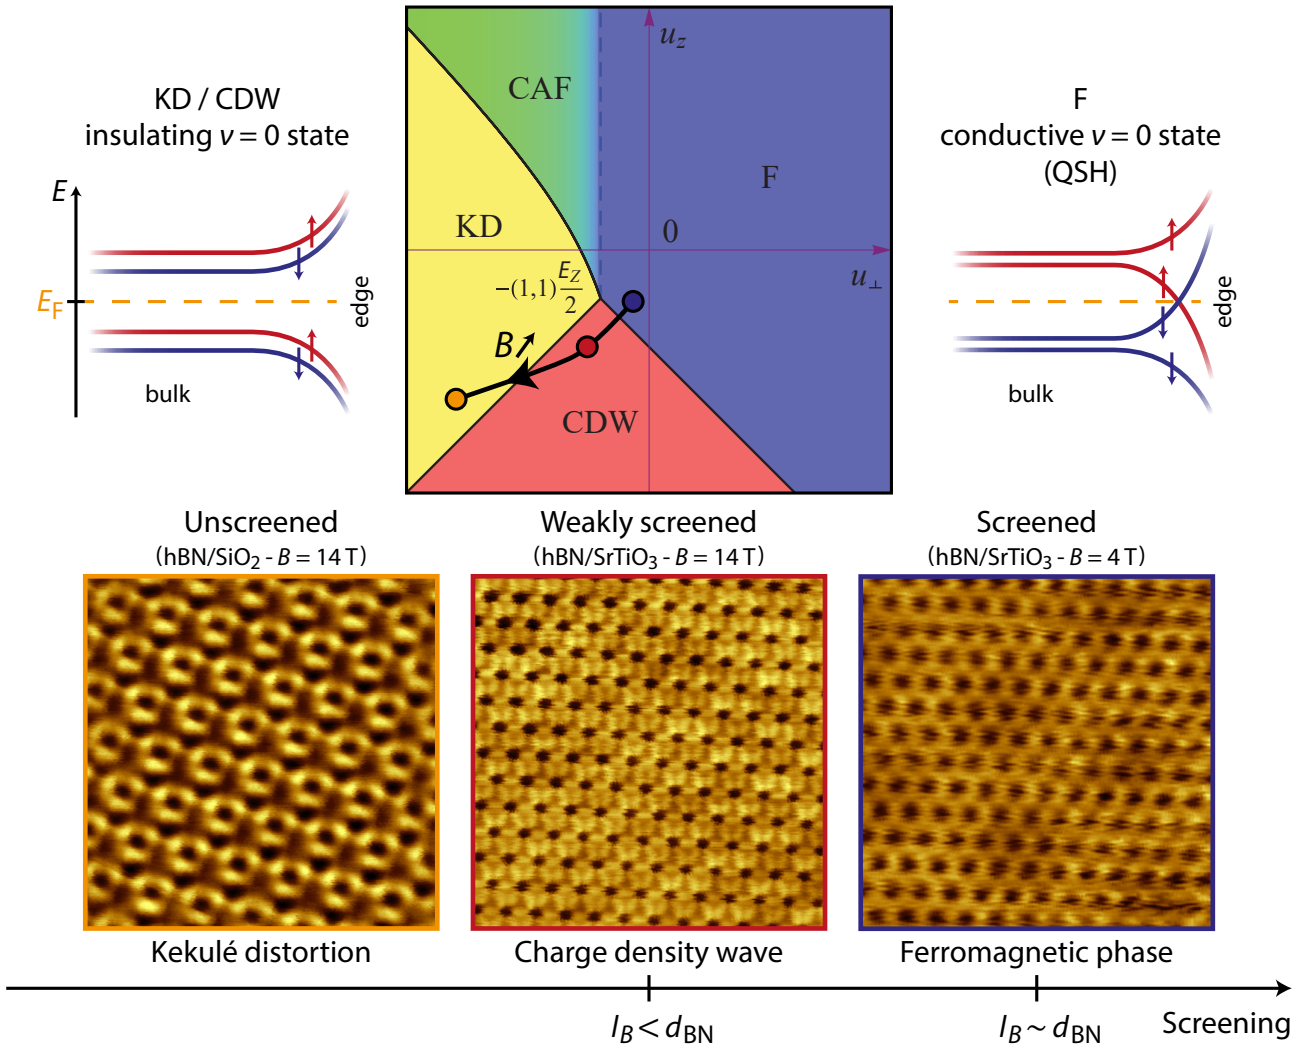 KD / CDW
insulating ν = 0 state
E
E_F
bulk
edge
u_z
CAF
F
KD
0
u_⊥
−(1,1) E_Z/2
B
CDW
F
conductive ν = 0 state
(QSH)
bulk
edge
Unscreened
(hBN/SiO₂ - B = 14 T)
Weakly screened
(hBN/SrTiO₃ - B = 14 T)
Screened
(hBN/SrTiO₃ - B = 4 T)
Kekulé distortion
Charge density wave
Ferromagnetic phase
l_B < d_BN
l_B ~ d_BN
Screening